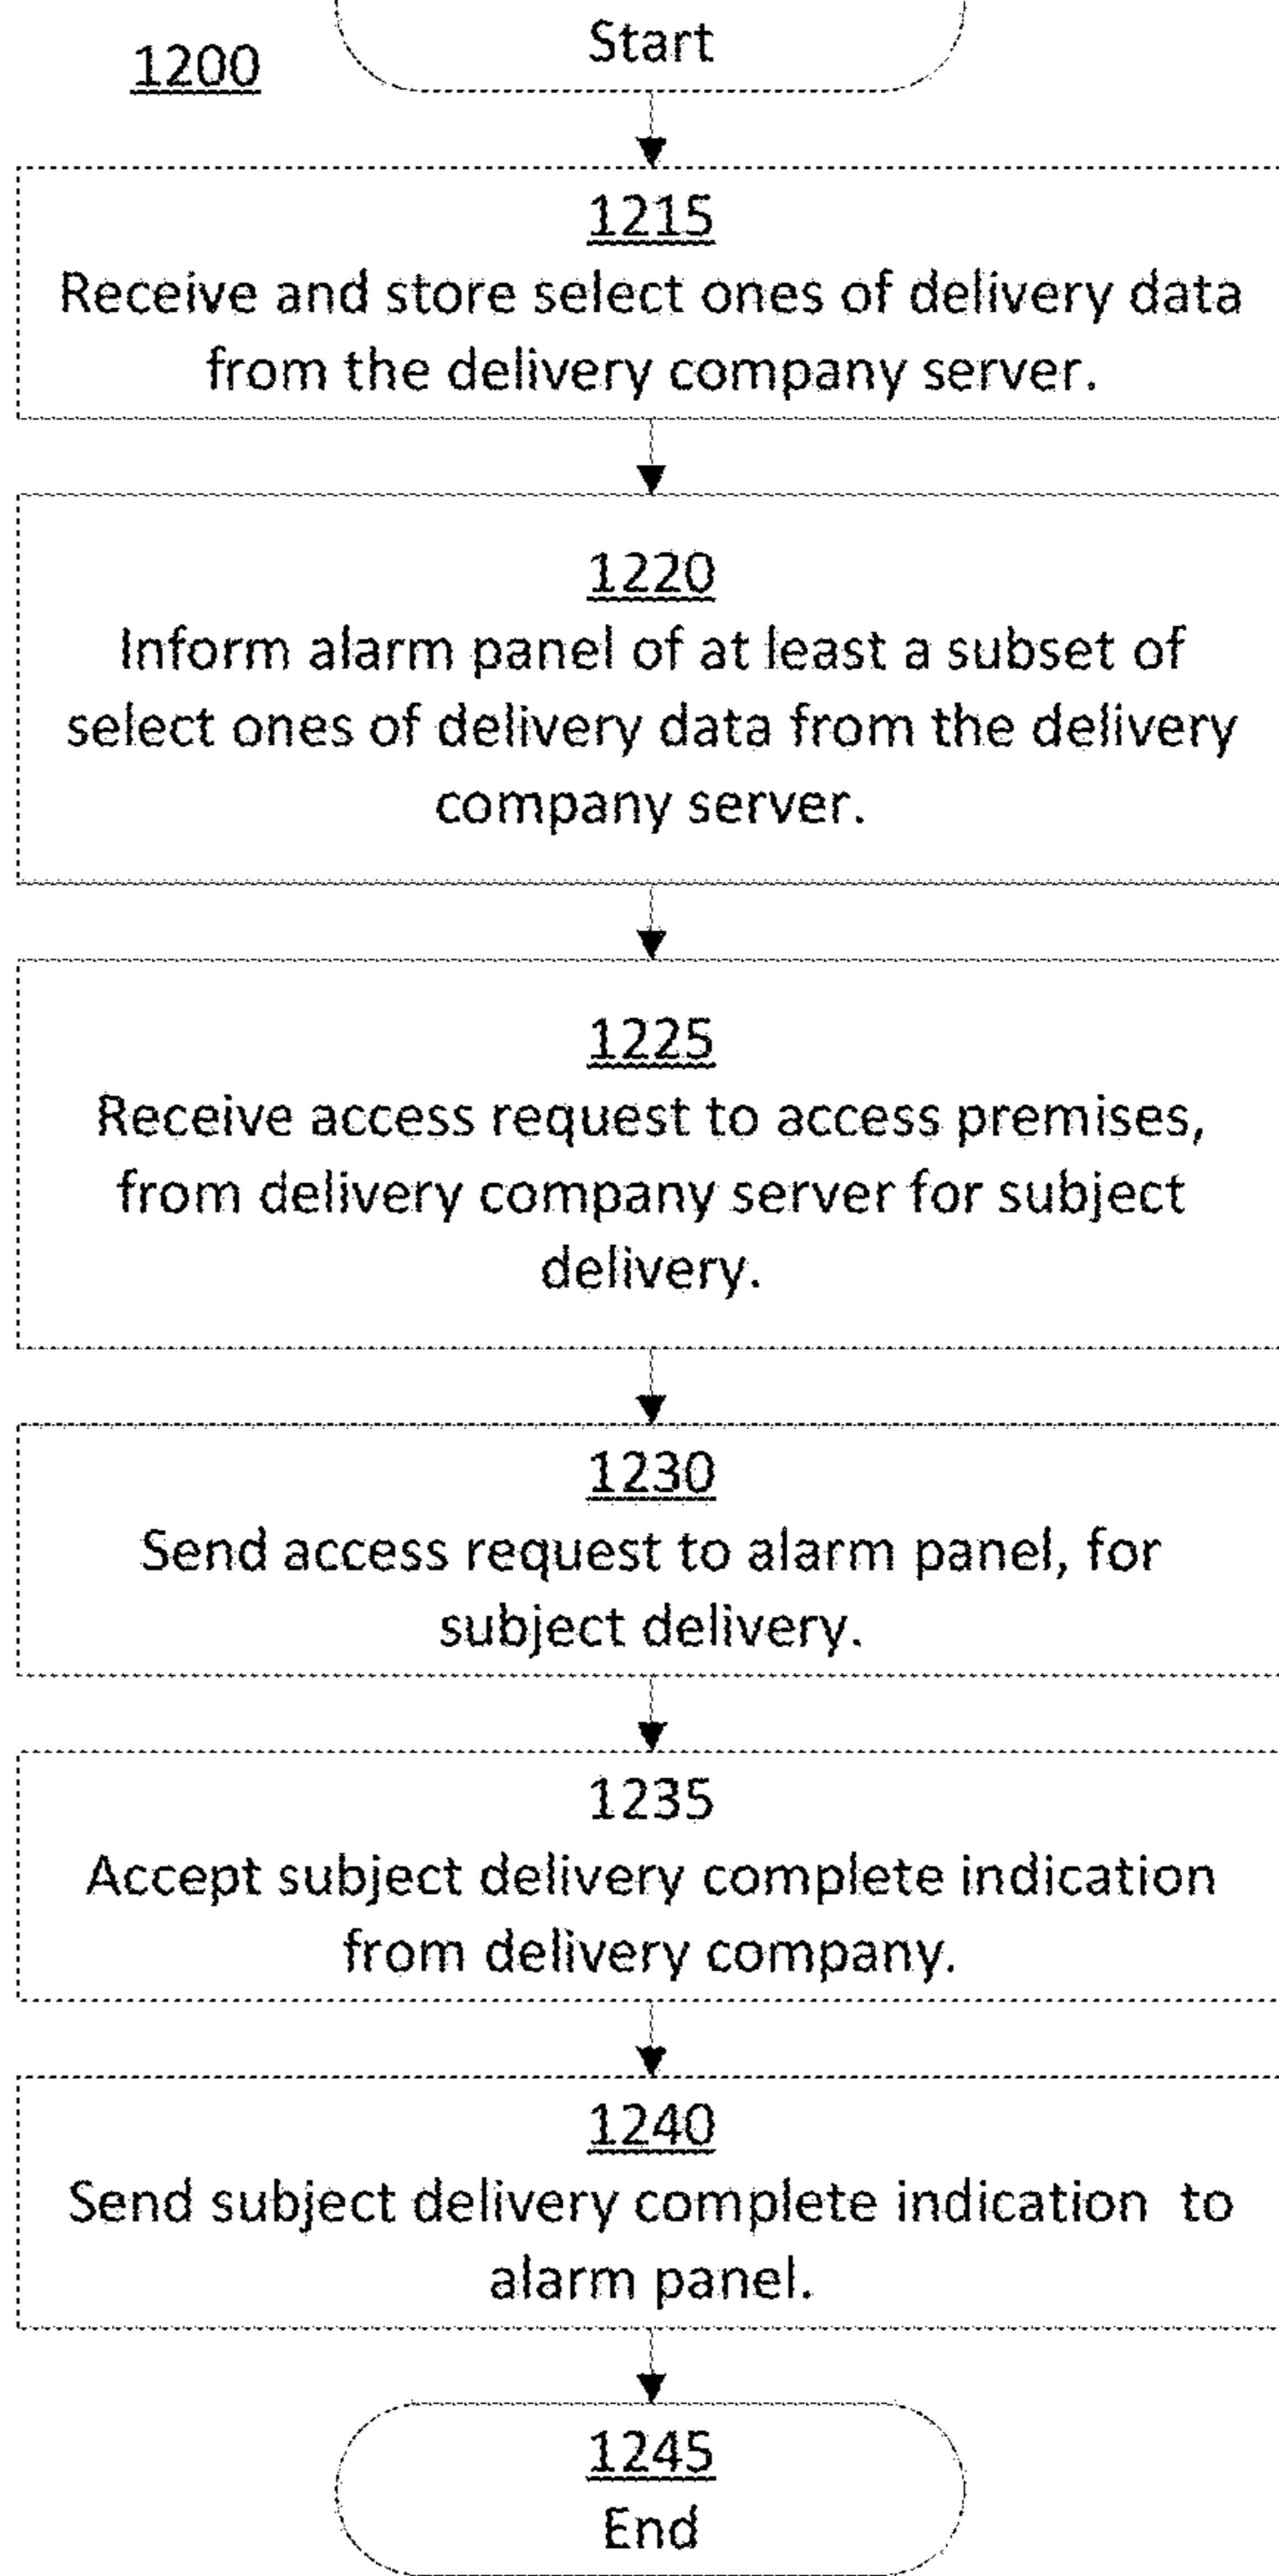 1200
Start
1215
Receive and store select ones of delivery data
from the delivery company server.
1220
Inform alarm panel of at least a subset of
select ones of delivery data from the delivery
company server.
1225
Receive access request to access premises,
from delivery company server for subject
delivery.
1230
Send access request to alarm panel, for
subject delivery.
1235
Accept subject delivery complete indication
from delivery company.
1240
Send subject delivery complete indication  to
alarm panel.
1245
End